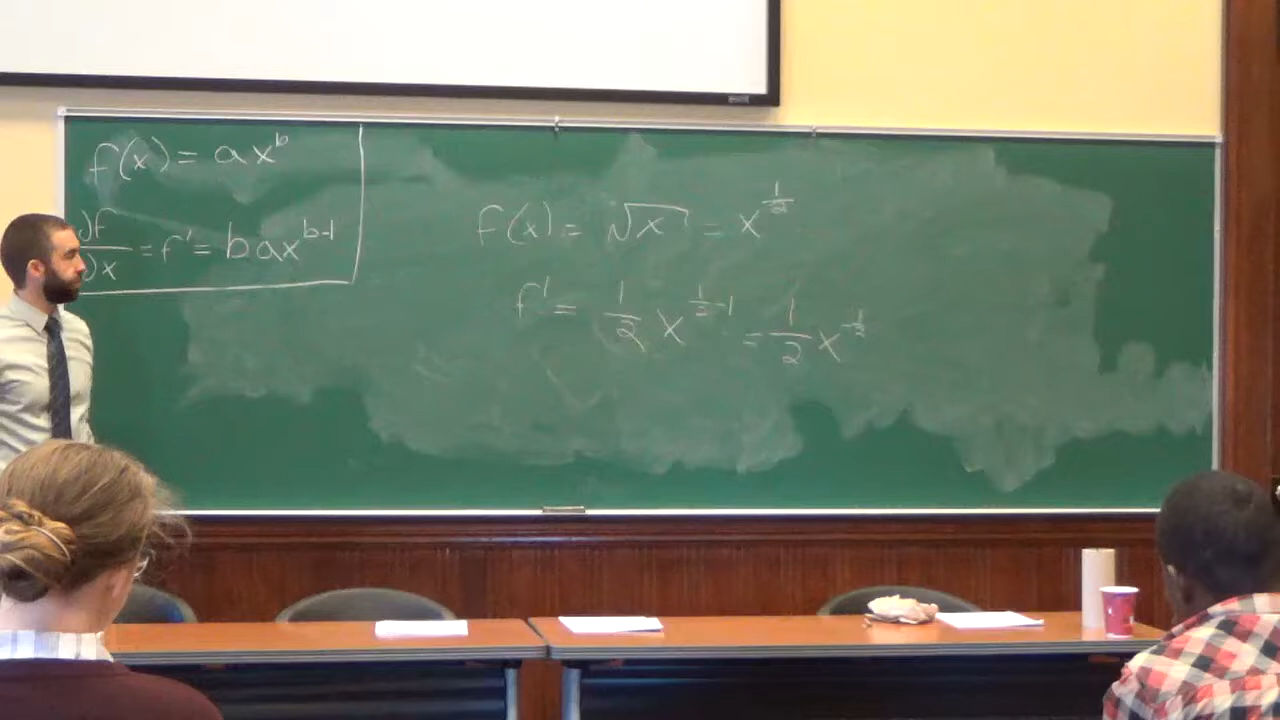 f(x) = ax^b
∂f/∂x = f' = bax^{b-1}
f(x) = √x = x^{1/2}
f' = 1/2 x^{1/2-1} = 1/2 x^{-1/2}